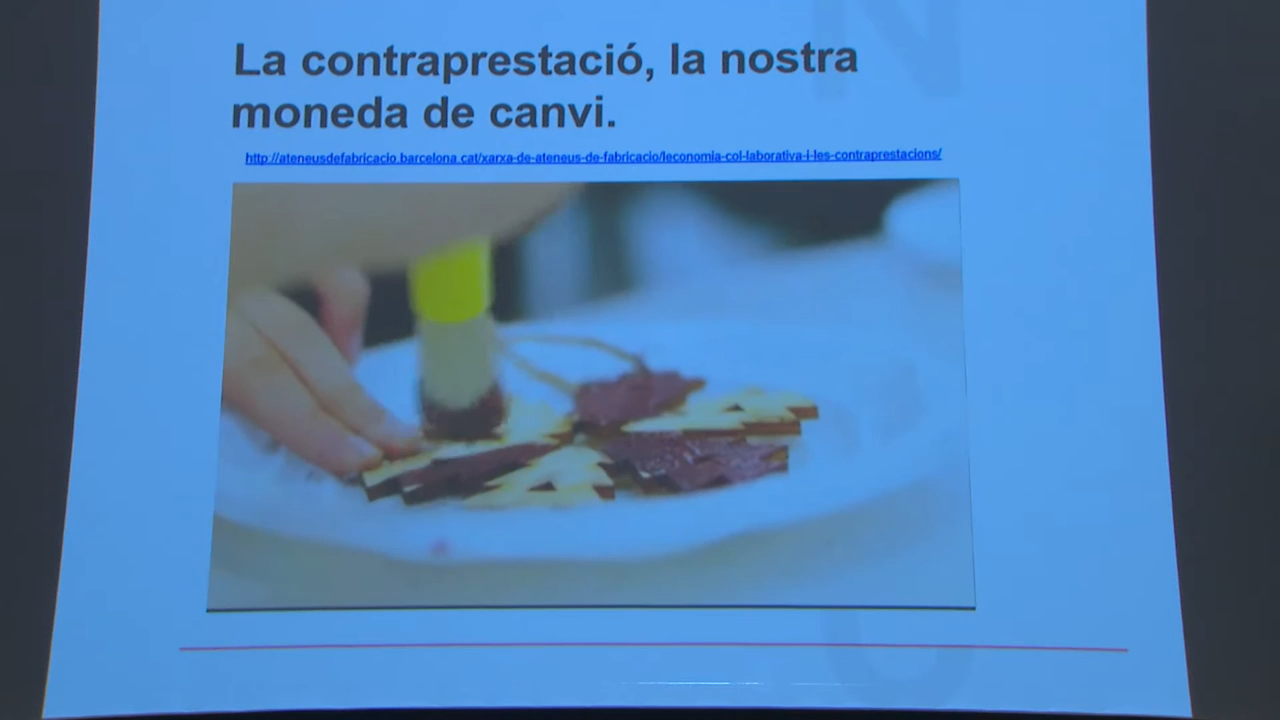 La contraprestació, la nostra
moneda de canvi.
http://ateneusdefabricacio.barcelona.cat/xarxa-de-ateneus-de-fabricacio/leconomia-col-laborativa-i-les-contraprestacions/